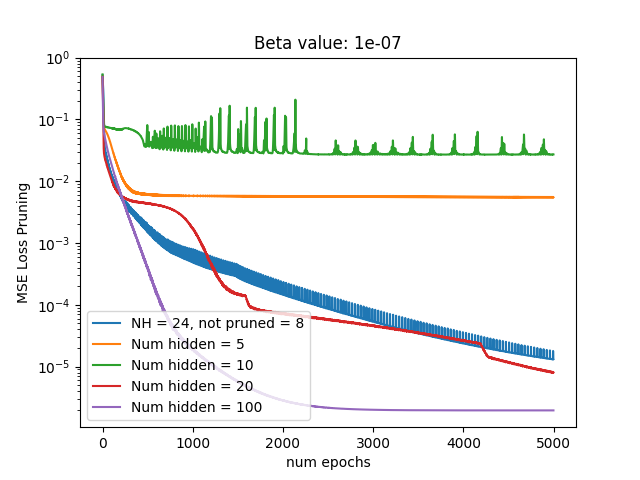 Beta value: 1e-07
MSE Loss Pruning
10^0
10^-1
10^-2
10^-3
10^-4
10^-5
NH = 24, not pruned = 8
Num hidden = 5
Num hidden = 10
Num hidden = 20
Num hidden = 100
0 1000 2000 3000 4000 5000
num epochs